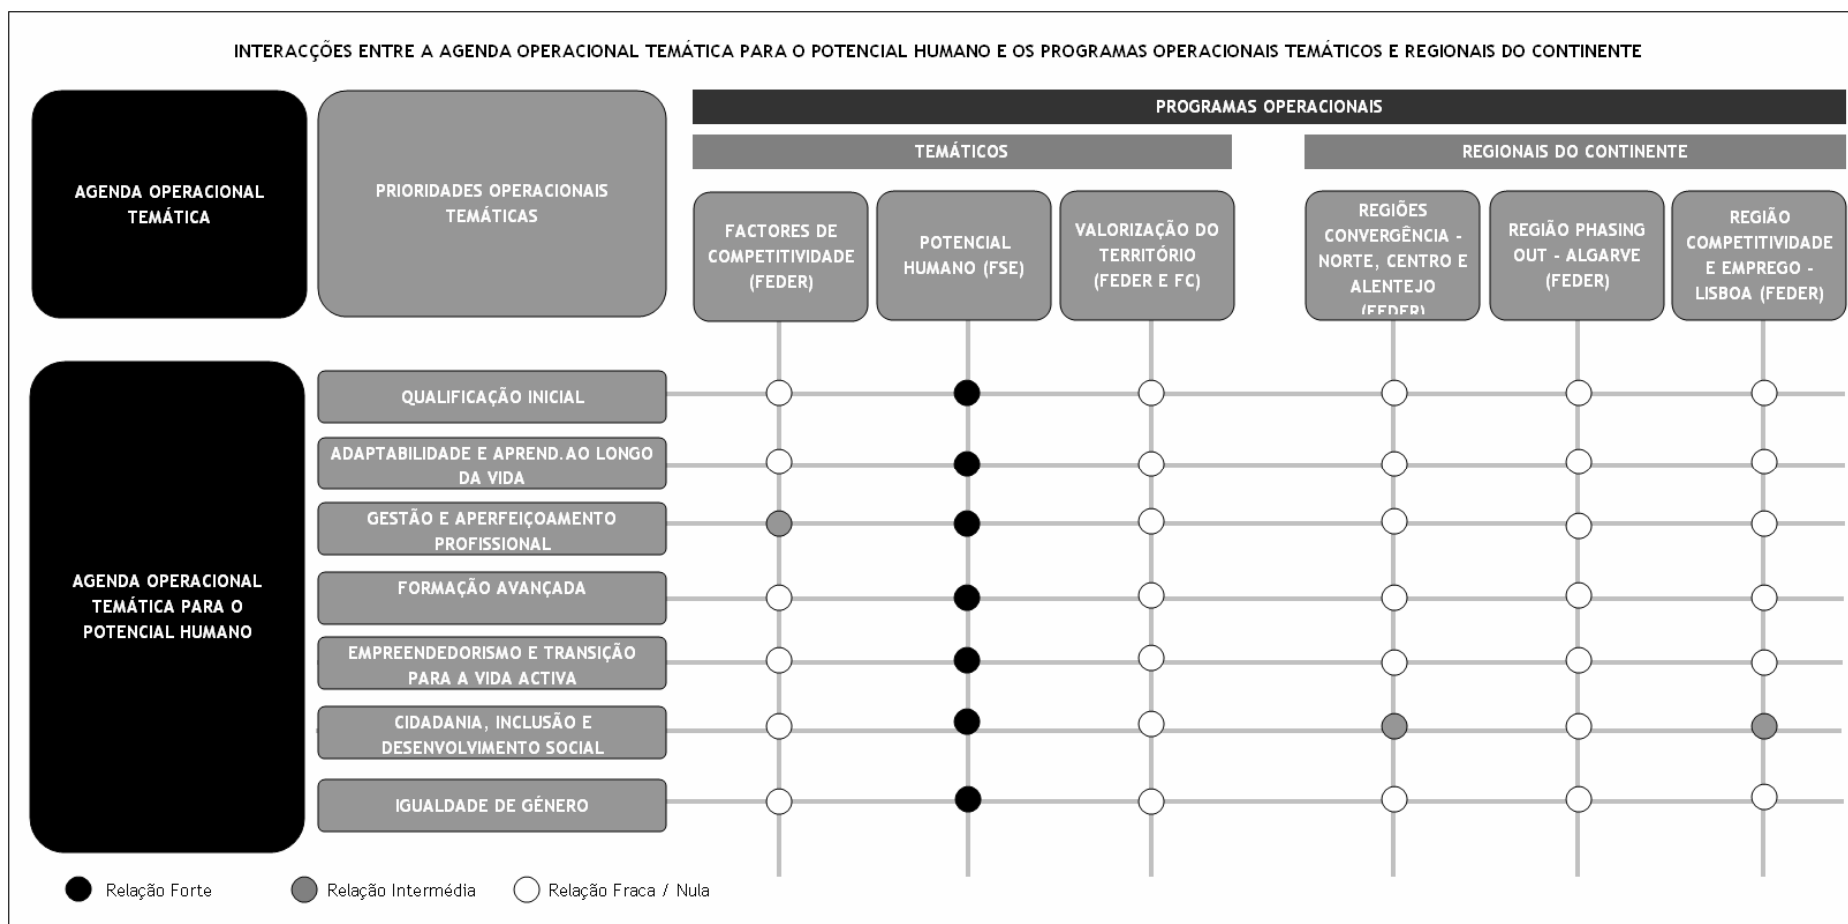 INTERACÇÕES ENTRE A AGENDA OPERACIONAL TEMÁTICA PARA O POTENCIAL HUMANO E OS PROGRAMAS OPERACIONAIS TEMÁTICOS E REGIONAIS DO CONTINENTE
AGENDA OPERACIONAL
TEMÁTICA
PRIORIDADES OPERACIONAIS
TEMÁTICAS
PROGRAMAS OPERACIONAIS
TEMÁTICOS
REGIONAIS DO CONTINENTE
FACTORES DE
COMPETITIVIDADE
(FEDER)
POTENCIAL
HUMANO (FSE)
VALORIZAÇÃO DO
TERRITÓRIO
(FEDER E FC)
REGIÕES
CONVERGÊNCIA -
NORTE, CENTRO E
ALENTEJO
(FEDER)
REGIÃO PHASING
OUT - ALGARVE
(FEDER)
REGIÃO
COMPETITIVIDADE
E EMPREGO -
LISBOA (FEDER)
AGENDA OPERACIONAL
TEMÁTICA PARA O
POTENCIAL HUMANO
QUALIFICAÇÃO INICIAL
ADAPTABILIDADE E APREND.AO LONGO
DA VIDA
GESTÃO E APERFEIÇOAMENTO
PROFISSIONAL
FORMAÇÃO AVANÇADA
EMPREENDEDORISMO E TRANSIÇÃO
PARA A VIDA ACTIVA
CIDADANIA, INCLUSÃO E
DESENVOLVIMENTO SOCIAL
IGUALDADE DE GÉNERO
Relação Forte
Relação Intermédia
Relação Fraca / Nula